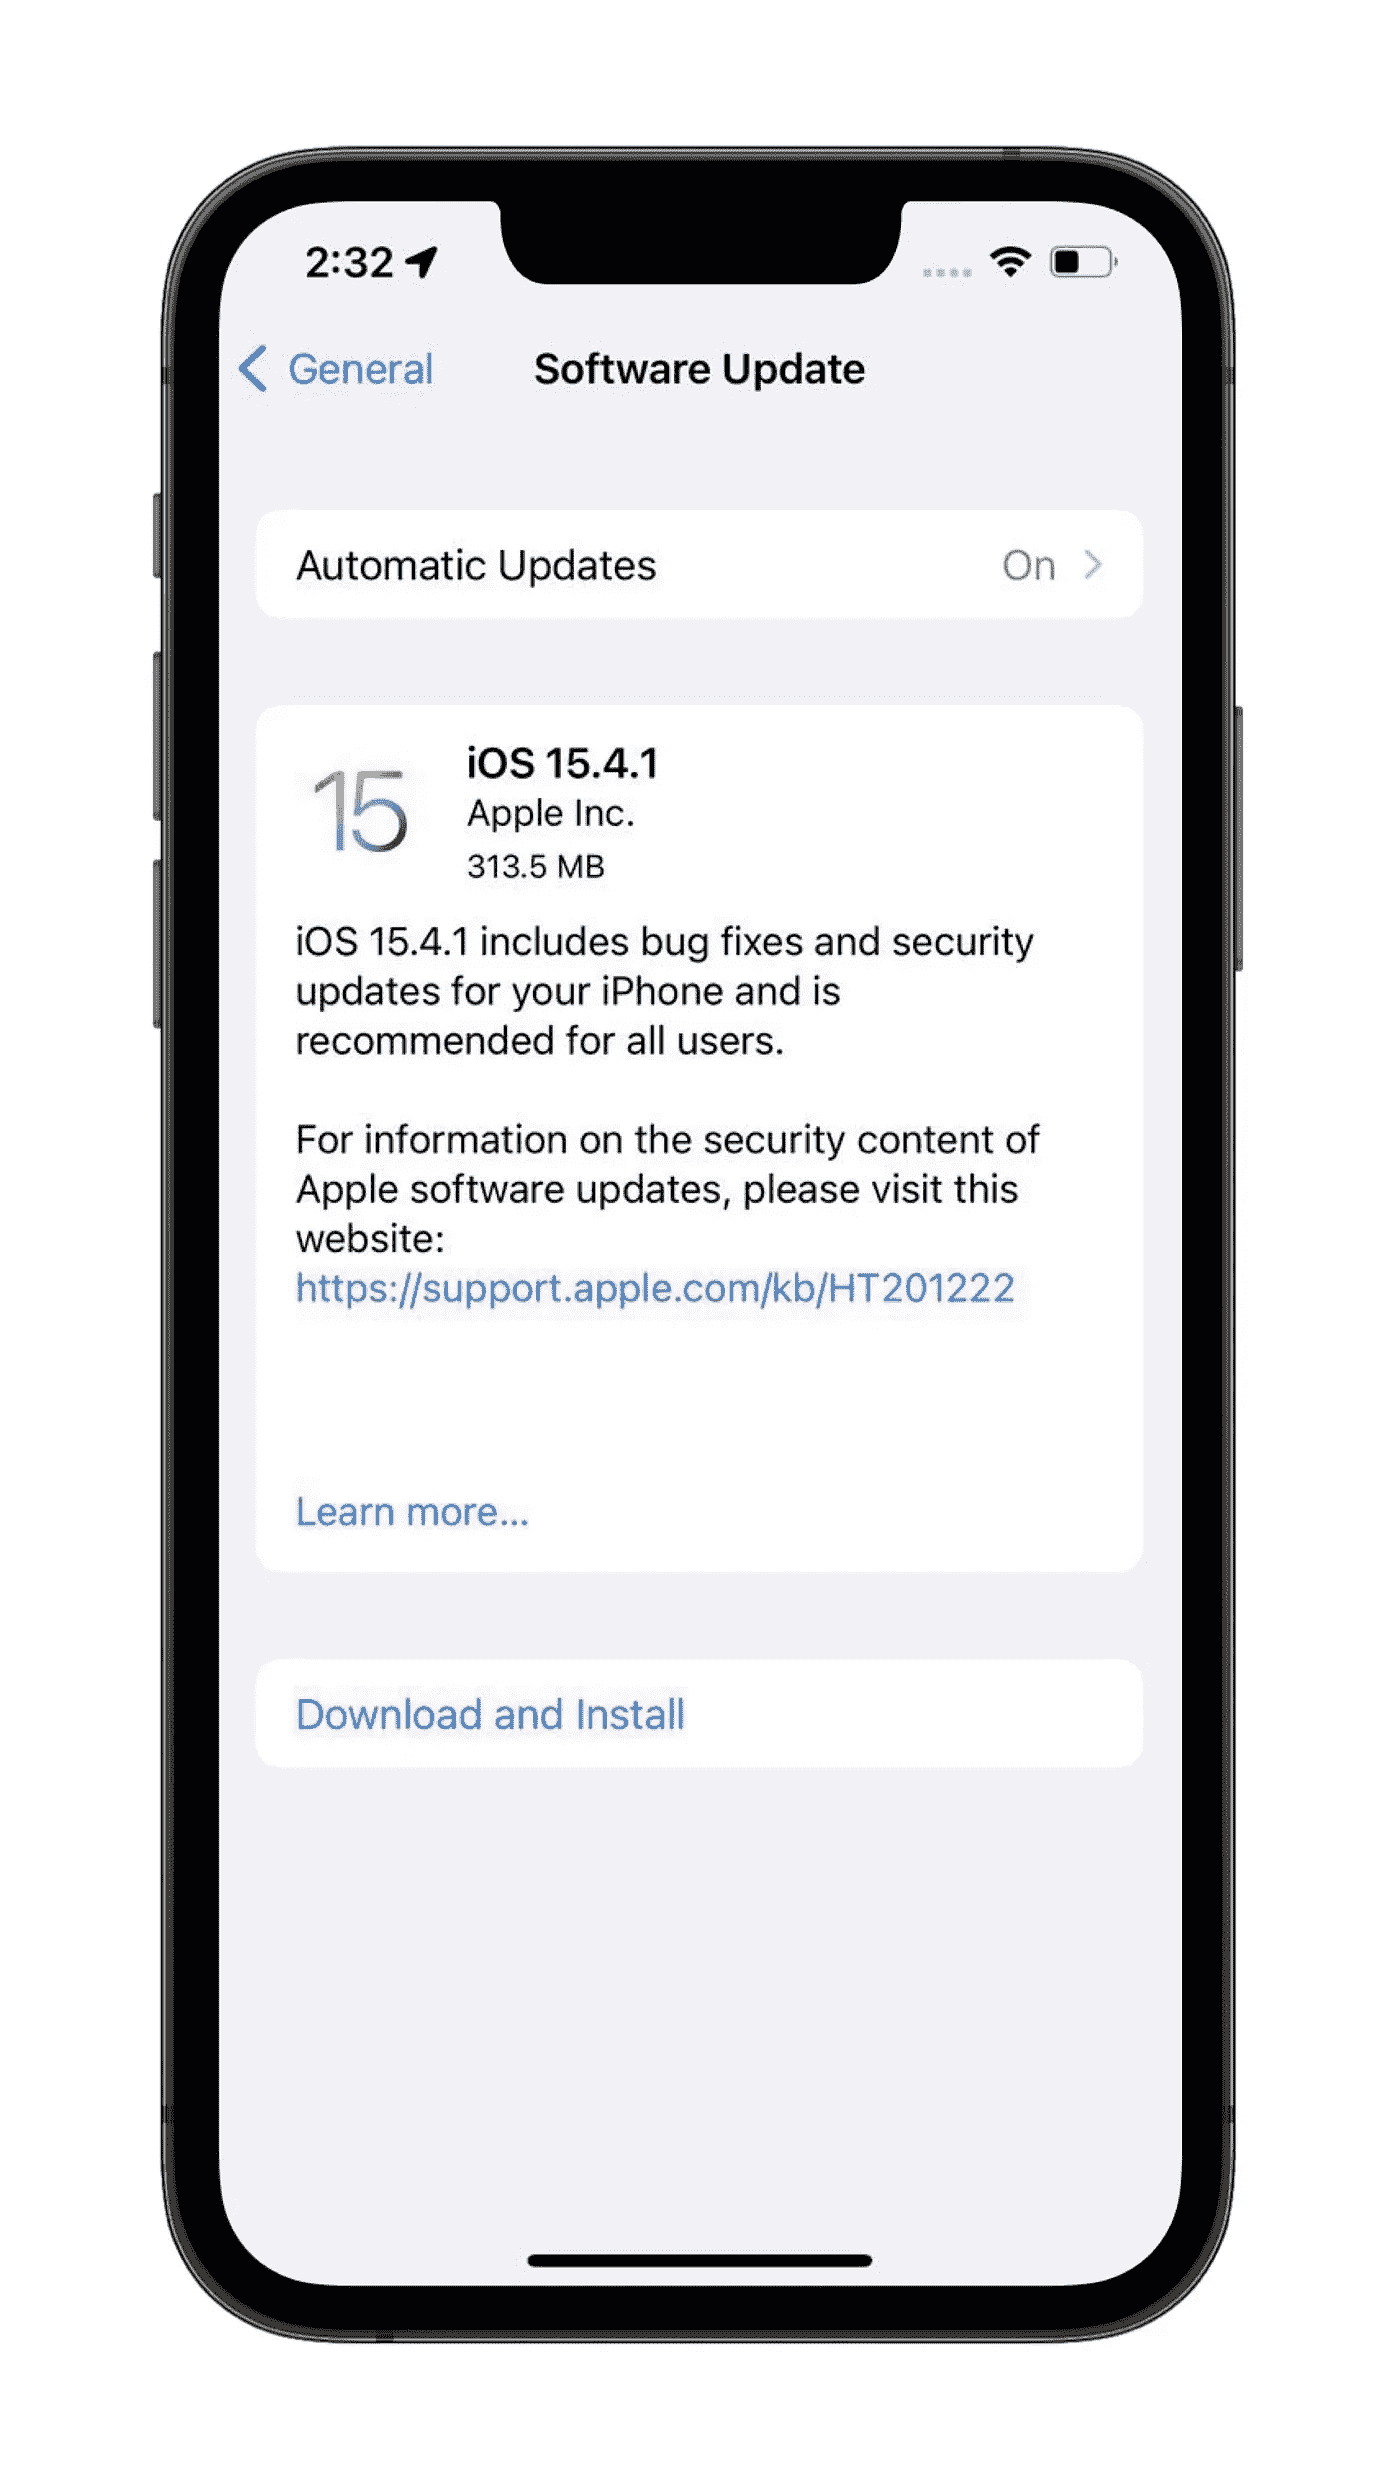 2:32
General Software Update
Automatic Updates On
15
iOS 15.4.1
Apple Inc.
313.5 MB
iOS 15.4.1 includes bug fixes and security
updates for your iPhone and is
recommended for all users.
For information on the security content of
Apple software updates, please visit this
website:
https://support.apple.com/kb/HT201222
Learn more...
Download and Install